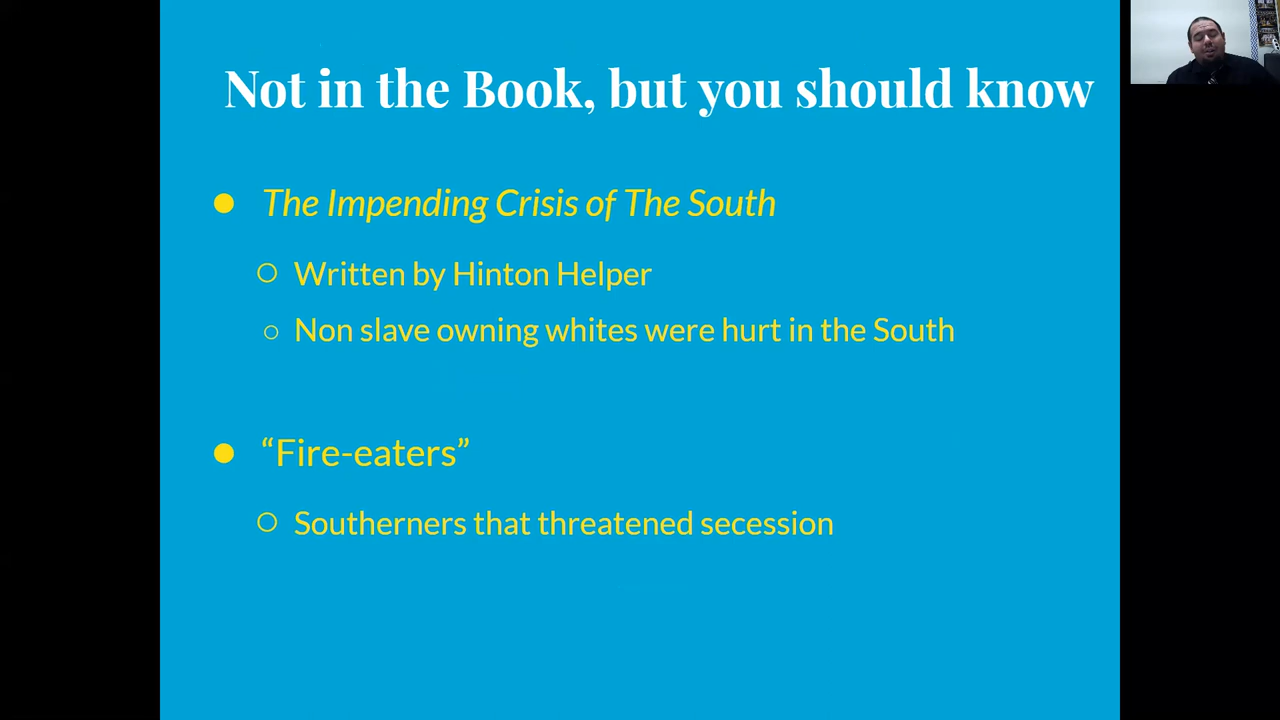 Not in the Book, but you should know
● The Impending Crisis of The South
○ Written by Hinton Helper
○ Non slave owning whites were hurt in the South
● “Fire-eaters”
○ Southerners that threatened secession